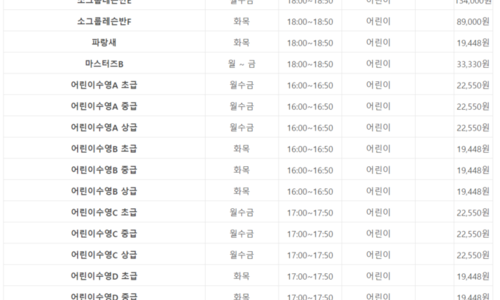 소그룹레슨반E 월수금 18:00~18:50 어린이 134,000원
소그룹레슨반F 화목 18:00~18:50 어린이 89,000원
파랑새 화목 18:00~18:50 어린이 19,448원
마스터즈B 월 ~ 금 18:00~18:50 어린이 33,330원
어린이수영A 초급 월수금 16:00~16:50 어린이 22,550원
어린이수영A 중급 월수금 16:00~16:50 어린이 22,550원
어린이수영A 상급 월수금 16:00~16:50 어린이 22,550원
어린이수영B 초급 화목 16:00~16:50 어린이 19,448원
어린이수영B 중급 화목 16:00~16:50 어린이 19,448원
어린이수영B 상급 화목 16:00~16:50 어린이 19,448원
어린이수영C 초급 월수금 17:00~17:50 어린이 22,550원
어린이수영C 중급 월수금 17:00~17:50 어린이 22,550원
어린이수영C 상급 월수금 17:00~17:50 어린이 22,550원
어린이수영D 초급 화목 17:00~17:50 어린이 19,448원
어린이수영D 중급 화목 17:00~17:50 어린이 19,448원